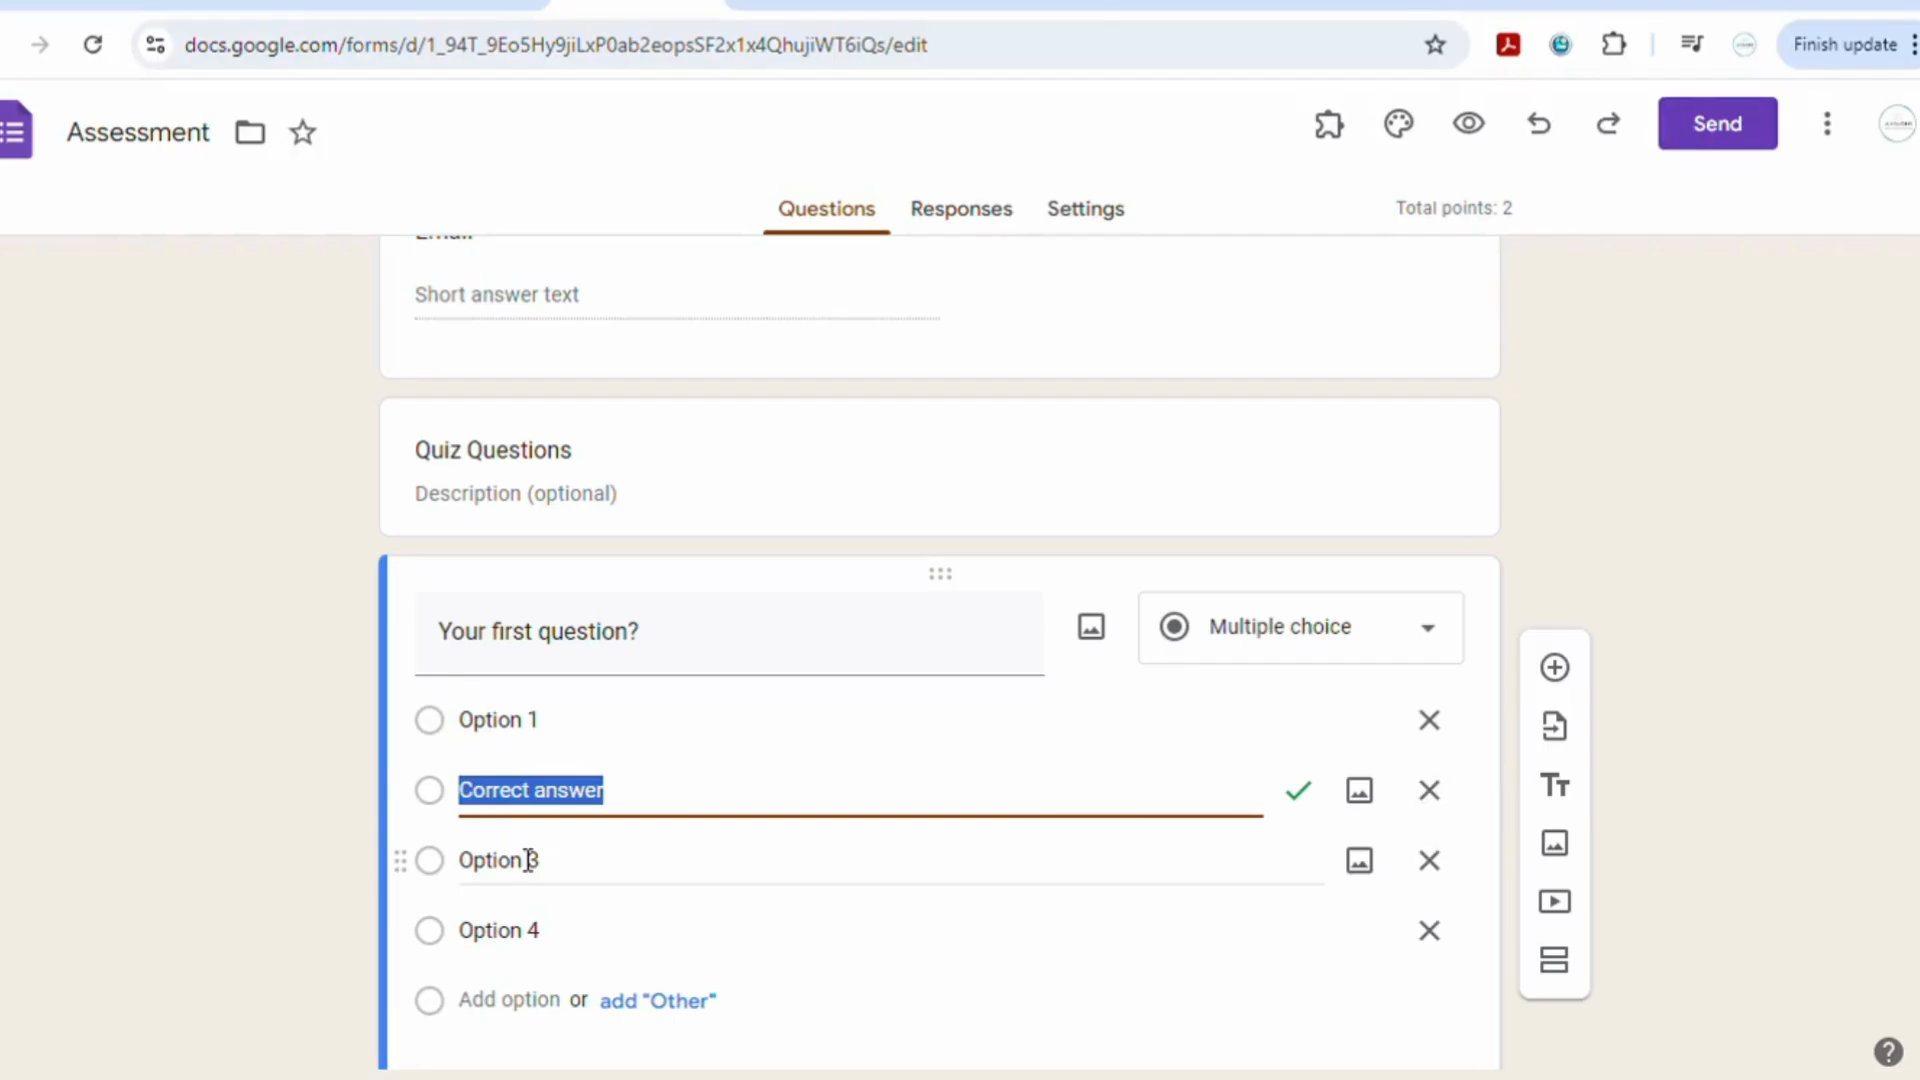 docs.google.com/forms/d/1_94T_9Eo5Hy9jiLxP0ab2eopsSF2x1x4QhujiWT6iQs/edit
Finish update
Assessment
Send
Questions
Responses
Settings
Total points: 2
Email
Short answer text
Quiz Questions
Description (optional)
Your first question?
Multiple choice
Option 1
Correct answer
Option 3
Option 4
Add option or add "Other"